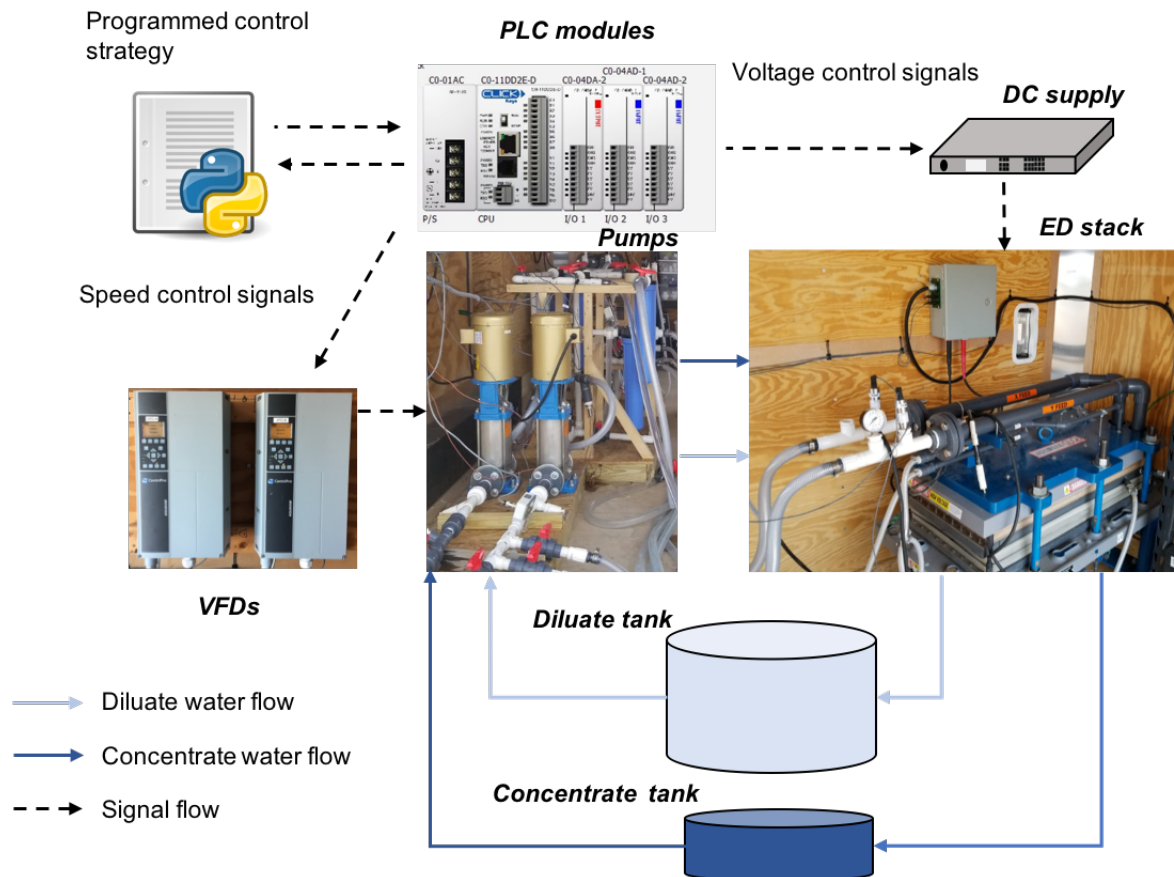 Programmed control
strategy
PLC modules
C0-01AC
C0-11DD2E-D
C0-04DA-2
C0-04AD-1
C0-04AD-2
CLICK
P/S
CPU
I/O 1
I/O 2
I/O 3
Voltage control signals
DC supply
Pumps
ED stack
Speed control signals
VFDs
Diluate tank
Diluate water flow
Concentrate water flow
Concentrate tank
Signal flow